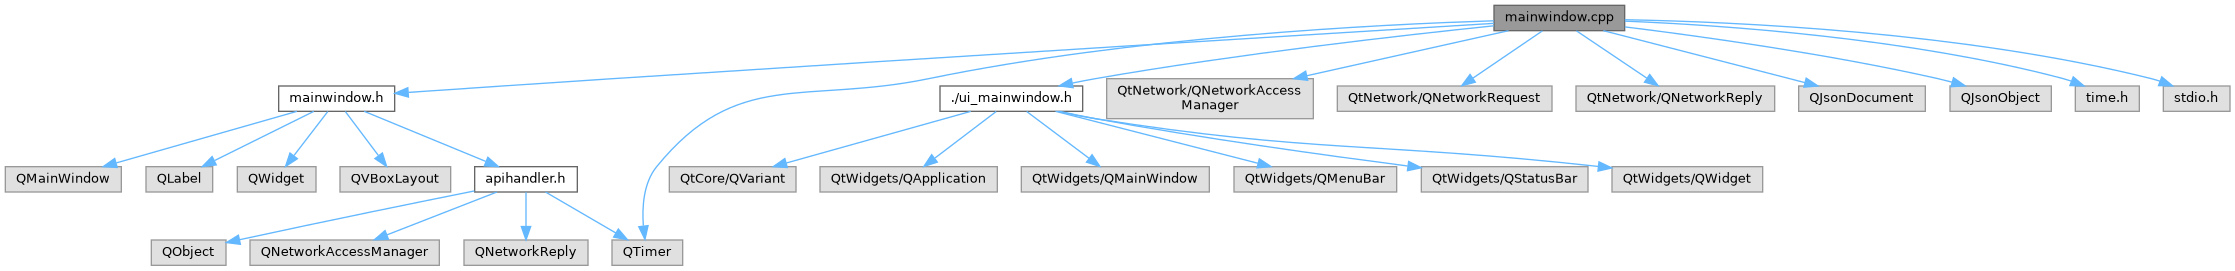 mainwindow.cpp
mainwindow.h
./ui_mainwindow.h
QtNetwork/QNetworkAccess
Manager
QtNetwork/QNetworkRequest
QtNetwork/QNetworkReply
QJsonDocument
QJsonObject
time.h
stdio.h
QMainWindow
QLabel
QWidget
QVBoxLayout
apihandler.h
QtCore/QVariant
QtWidgets/QApplication
QtWidgets/QMainWindow
QtWidgets/QMenuBar
QtWidgets/QStatusBar
QtWidgets/QWidget
QObject
QNetworkAccessManager
QNetworkReply
QTimer